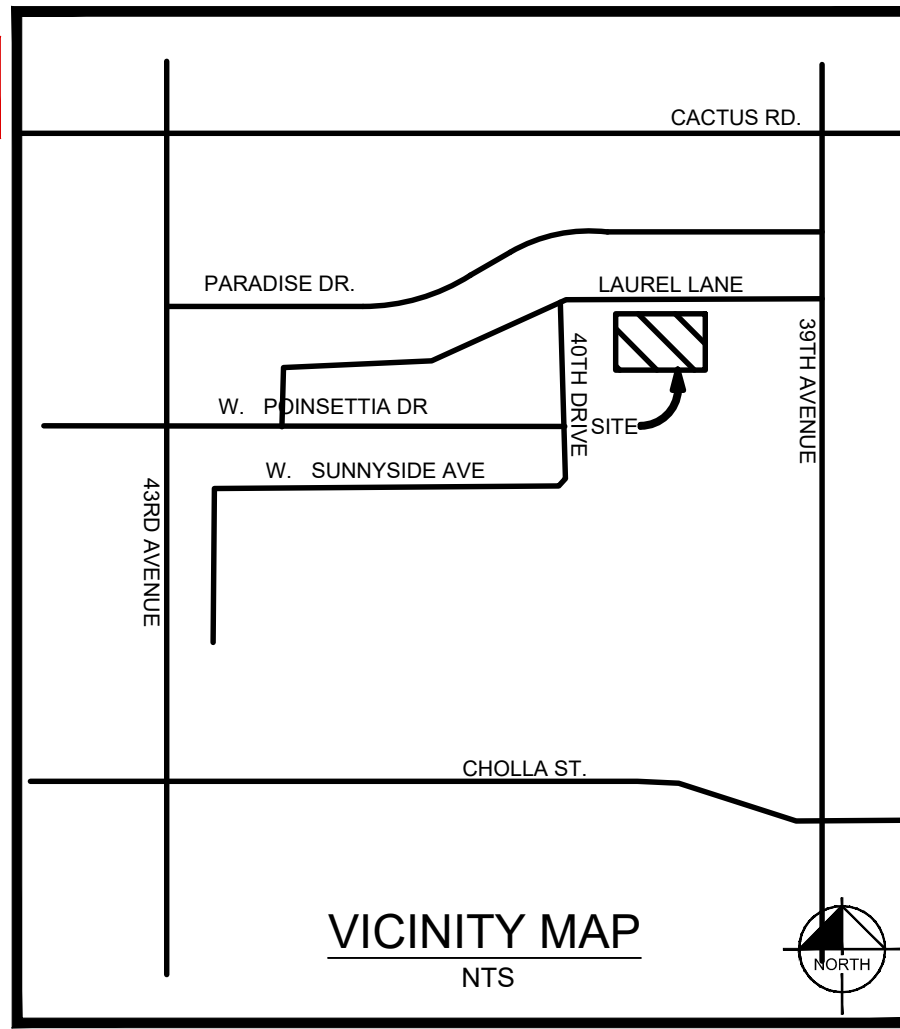 CACTUS RD.
PARADISE DR.
LAUREL LANE
39TH AVENUE
40TH DRIVE
W. POINSETTIA DR
SITE
W. SUNNYSIDE AVE
43RD AVENUE
CHOLLA ST.
VICINITY MAP
NTS
NORTH